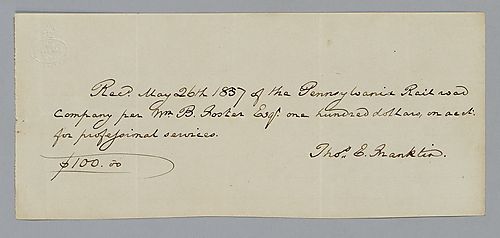 Recd. May 26th 1857 of the Pennsylvania Rail road
Company per Wm B. Foster Esqr. one hundred dollars, on acct.
for professional services.
$100.00
Thos. E. Franklin.